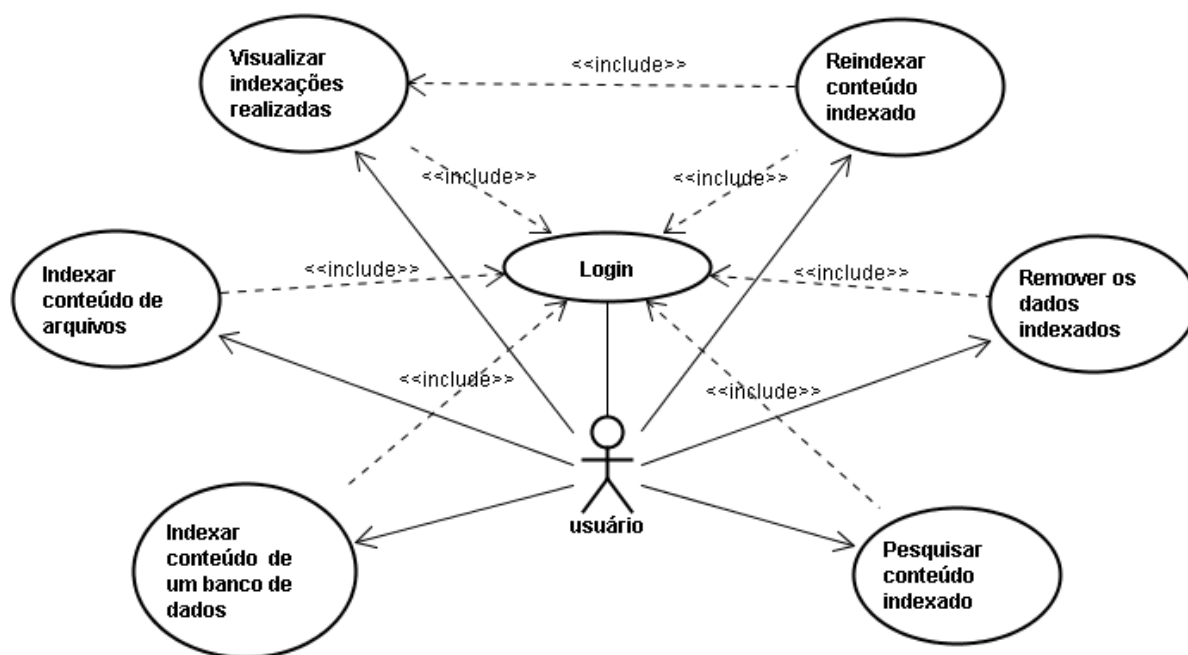 Visualizar
indexações
realizadas
<<include>>
Reindexar
conteúdo
indexado
<<include>>
<<include>>
Indexar
conteúdo de
arquivos
<<include>>
Login
<<include>>
Remover os
dados
indexados
<<include>>
<<include>>
usuário
Indexar
conteúdo de
um banco de
dados
Pesquisar
conteúdo
indexado